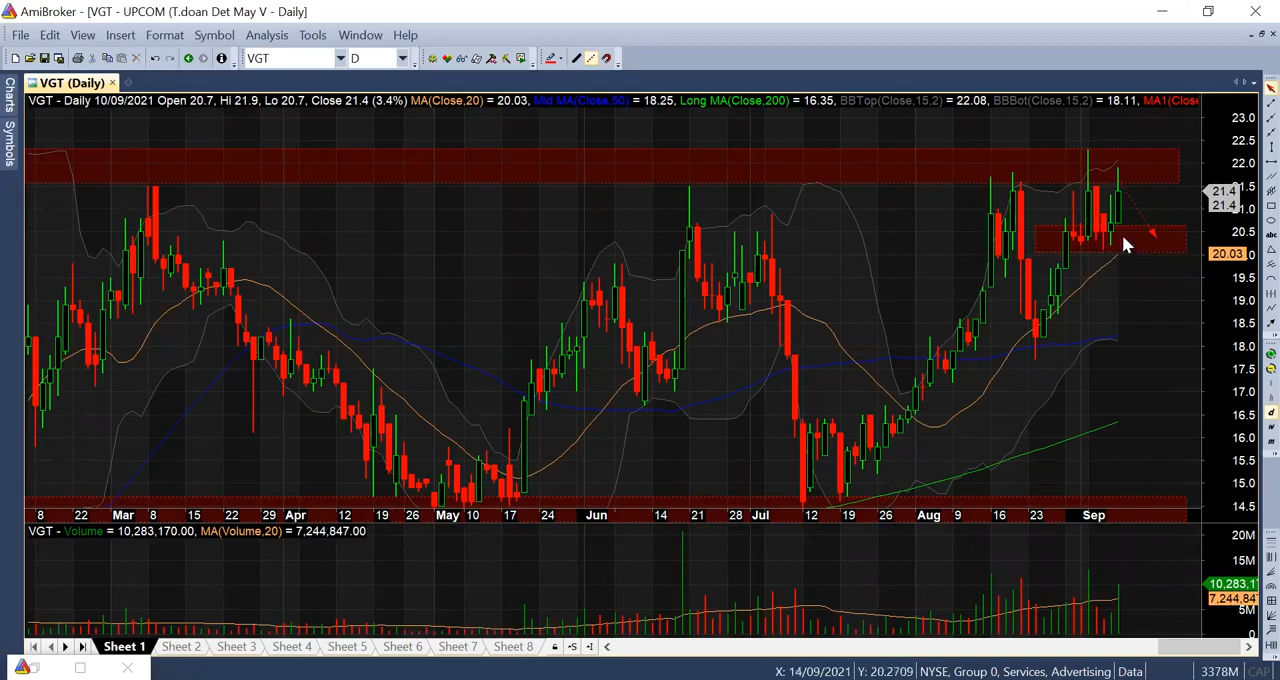 AmiBroker - [VGT - UPCOM (T.doan Det May V - Daily)]
File Edit View Insert Format Symbol Analysis Tools Window Help
VGT D
Charts
Symbols
VGT (Daily)
VGT - Daily 10/09/2021 Open 20.7, Hi 21.9, Lo 20.7, Close 21.4 (3.4%) MA(Close,20) = 20.03, Mid MA(Close,50) = 18.25, Long MA(Close,200) = 16.35, BBTop(Close,15,2) = 22.08, BBBot(Close,15,2) = 18.11, MA1(Close
23.0
22.5
22.0
21.5
21.4
21.0
21.4
20.5
20.0
20.03
19.5
19.0
18.5
18.0
17.5
17.0
16.5
16.0
15.5
15.0
14.5
8 22 Mar 8 15 22 29 Apr 12 19 26 May 10 17 24 Jun 14 21 28 Jul 12 19 26 Aug 9 16 23 Sep
VGT - Volume = 10,283,170.00, MA(Volume,20) = 7,244,847.00
20M
15M
10,283,1
7,244,847
5M
0
Sheet 1 Sheet 2 Sheet 3 Sheet 4 Sheet 5 Sheet 6 Sheet 7 Sheet 8
X: 14/09/2021 Y: 20.2709 NYSE, Group 0, Services, Advertising Data 3378M CAP